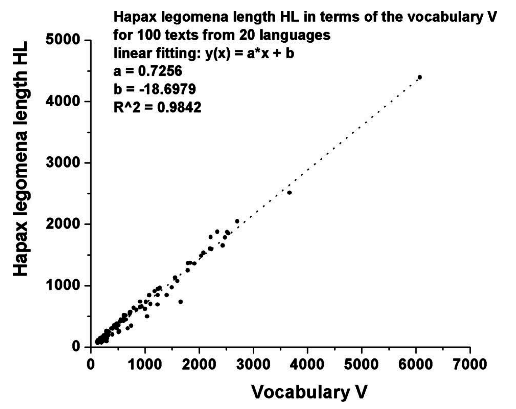 Hapax legomena length HL in terms of the vocabulary V
for 100 texts from 20 languages
linear fitting: y(x) = a*x + b
a = 0.7256
b = -18.6979
R^2 = 0.9842
Hapax legomena length HL
5000
4000
3000
2000
1000
0
0 1000 2000 3000 4000 5000 6000 7000
Vocabulary V